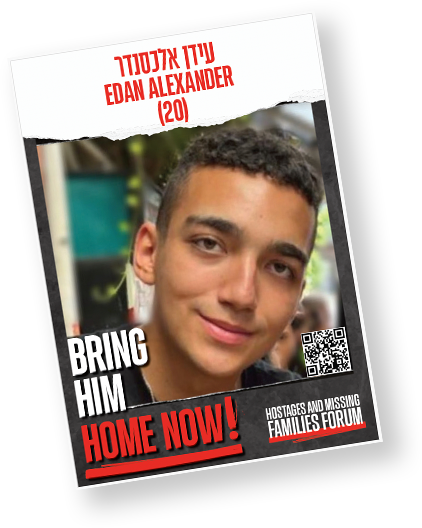 עידן אלכסנדר
EDAN ALEXANDER
(20)
BRING
HIM
HOME NOW!
HOSTAGES AND MISSING
FAMILIES FORUM